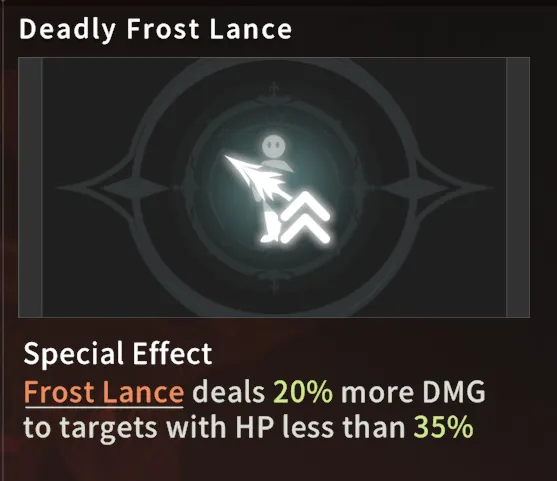 Deadly Frost Lance
Special Effect
Frost Lance deals 20% more DMG
to targets with HP less than 35%